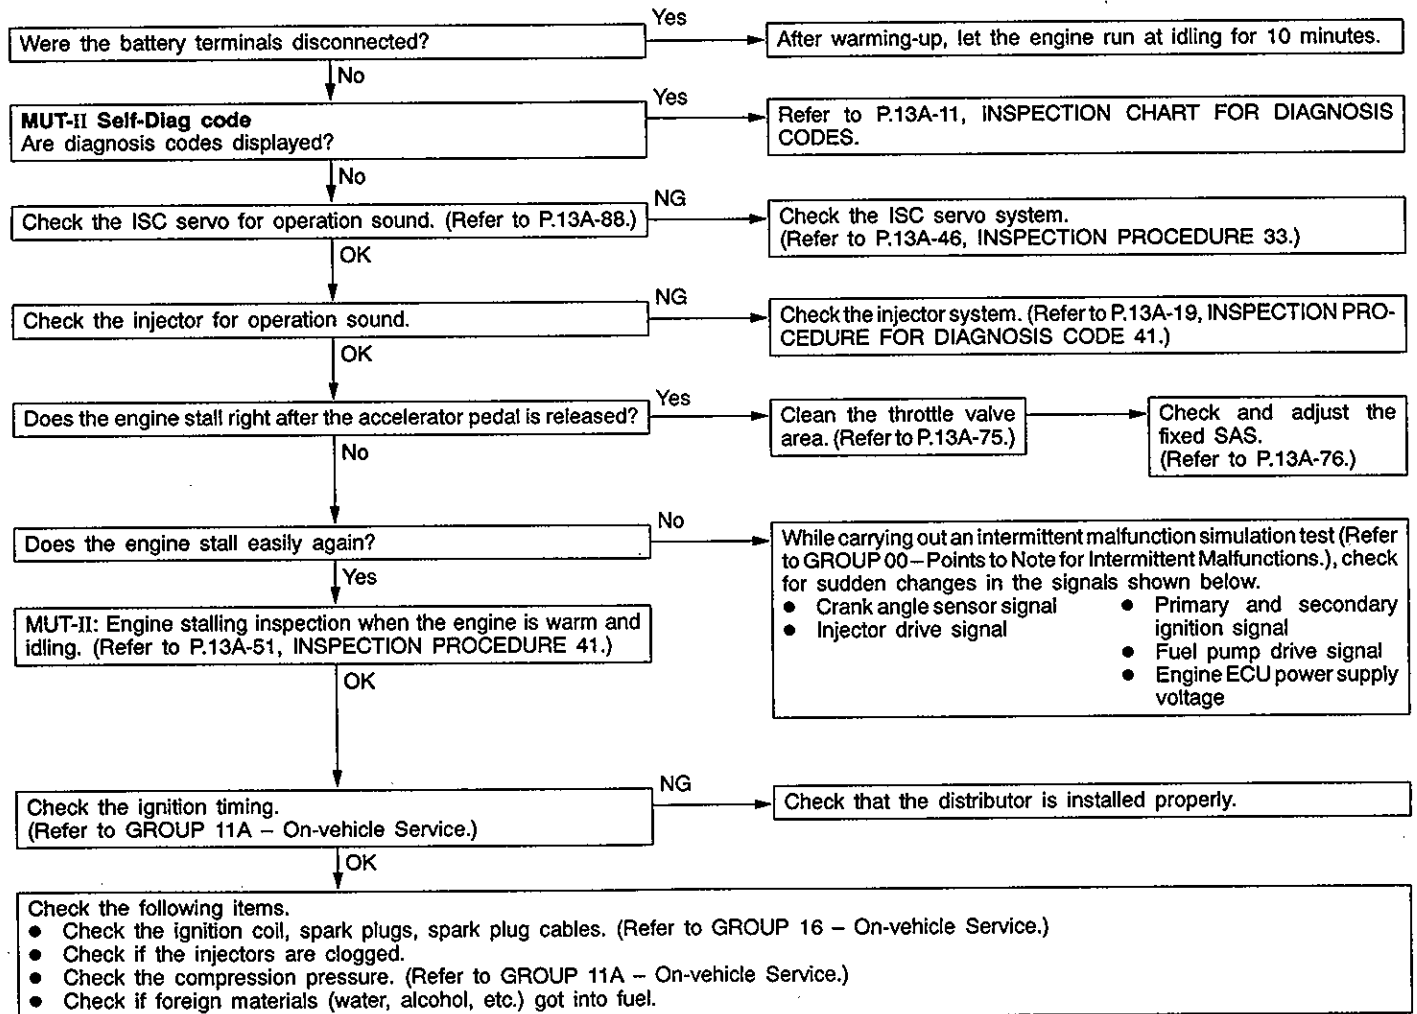 Were the battery terminals disconnected?
Yes
After warming-up, let the engine run at idling for 10 minutes.
No
MUT-II Self-Diag code
Are diagnosis codes displayed?
Yes
Refer to P.13A-11, INSPECTION CHART FOR DIAGNOSIS
CODES.
No
Check the ISC servo for operation sound. (Refer to P.13A-88.)
NG
Check the ISC servo system.
(Refer to P.13A-46, INSPECTION PROCEDURE 33.)
OK
Check the injector for operation sound.
NG
Check the injector system. (Refer to P.13A-19, INSPECTION PRO-
CEDURE FOR DIAGNOSIS CODE 41.)
OK
Does the engine stall right after the accelerator pedal is released?
Yes
Clean the throttle valve
area. (Refer to P.13A-75.)
Check and adjust the
fixed SAS.
(Refer to P.13A-76.)
No
Does the engine stall easily again?
No
While carrying out an intermittent malfunction simulation test (Refer
to GROUP 00–Points to Note for Intermittent Malfunctions.), check
for sudden changes in the signals shown below.
● Crank angle sensor signal
● Injector drive signal
● Primary and secondary
ignition signal
● Fuel pump drive signal
● Engine ECU power supply
voltage
Yes
MUT-II: Engine stalling inspection when the engine is warm and
idling. (Refer to P.13A-51, INSPECTION PROCEDURE 41.)
OK
Check the ignition timing.
(Refer to GROUP 11A – On-vehicle Service.)
NG
Check that the distributor is installed properly.
OK
Check the following items.
● Check the ignition coil, spark plugs, spark plug cables. (Refer to GROUP 16 – On-vehicle Service.)
● Check if the injectors are clogged.
● Check the compression pressure. (Refer to GROUP 11A – On-vehicle Service.)
● Check if foreign materials (water, alcohol, etc.) got into fuel.